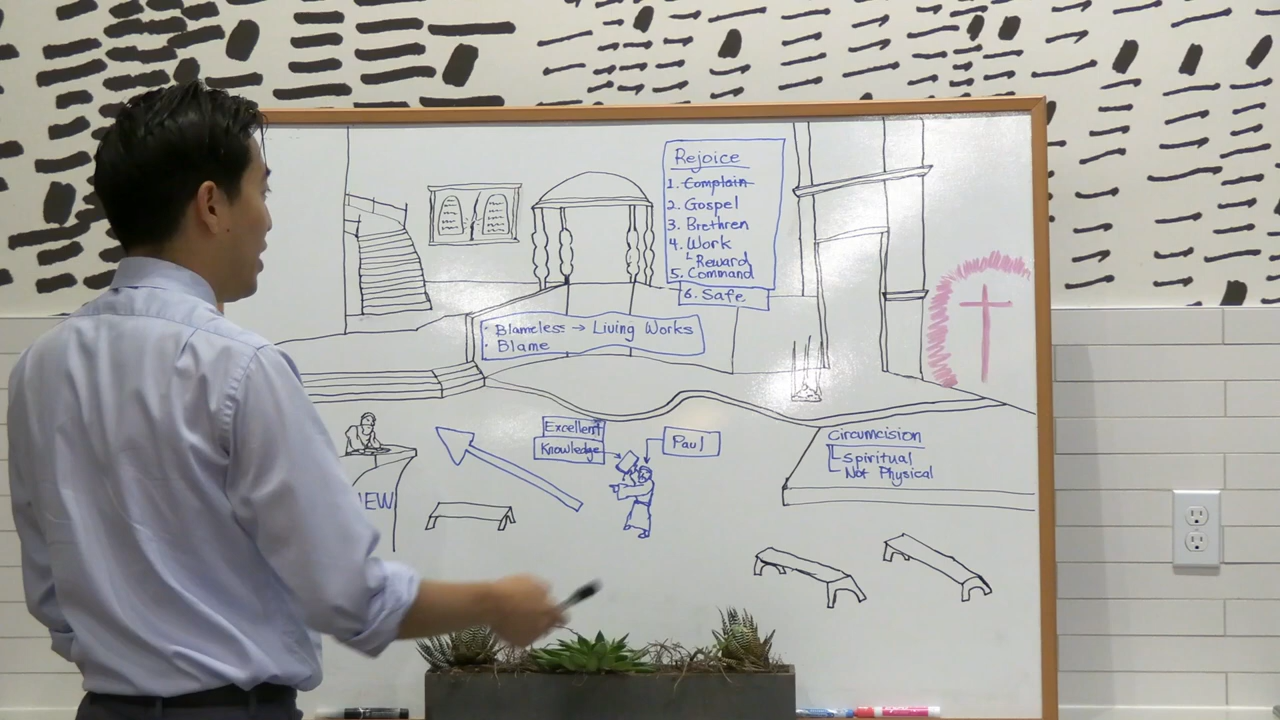 Rejoice
1. Complain
2. Gospel
3. Brethren
4. Work
Reward
5. Command
6. Safe
· Blameless → Living Works
· Blame
Excellent
Knowledge
Paul
Circumcision
Spiritual
Not Physical